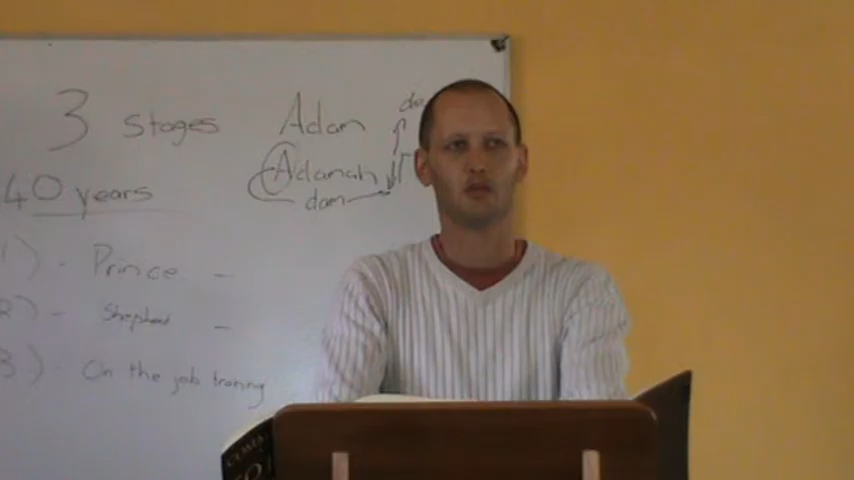 3 stages
40 years
1) - Prince -
2) - Shepherd -
3) - On the job training
Adam
Adamah
dam